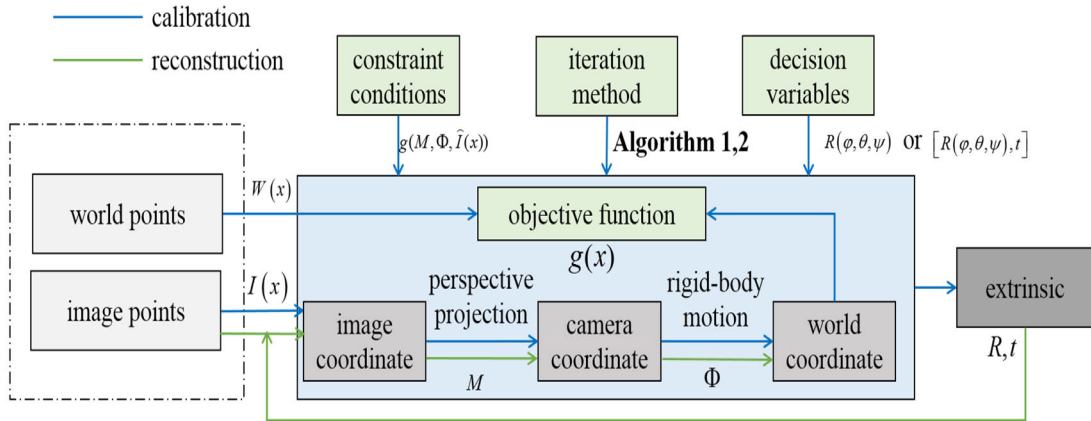 calibration
reconstruction
constraint
conditions
iteration
method
decision
variables
g(M,Φ,Î(x))
Algorithm 1,2
R(φ,θ,ψ) or [R(φ,θ,ψ),t]
world points
W(x)
objective function
g(x)
image points
I(x)
perspective
projection
rigid-body
motion
image
coordinate
camera
coordinate
world
coordinate
M
Φ
extrinsic
R,t